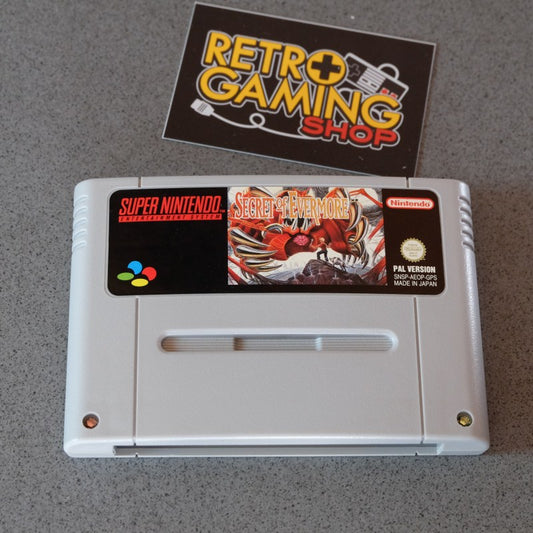 RETRO
GAMING
SHOP
SUPER NINTENDO
ENTERTAINMENT SYSTEM
SECRET OF EVERMORE
Nintendo
PAL VERSION
SNSP-AEOP-GPS
MADE IN JAPAN